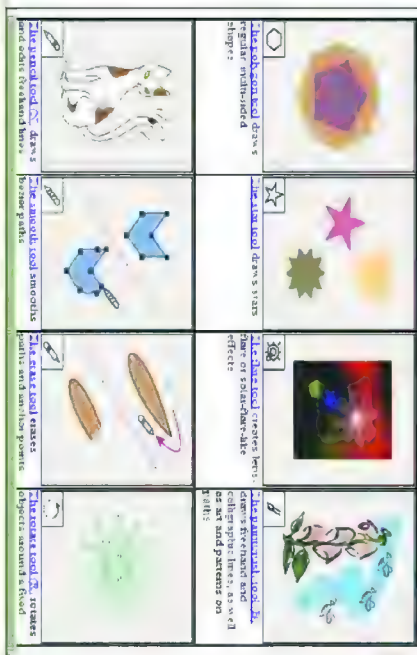 The polygon tool draws
regular multi-sided
shapes
The star tool draws stars
The flare tool creates lens-
flare or solar-flare-like
effects
The paintbrush tool (B)
draws freehand and
calligraphic lines, as well
as art and patterns on
paths
The pencil tool (N) draws
and edits freehand lines
The smooth tool smooths
Bezier paths
The erase tool erases
paths and anchor points
The rotate tool (R) rotates
objects around a fixed